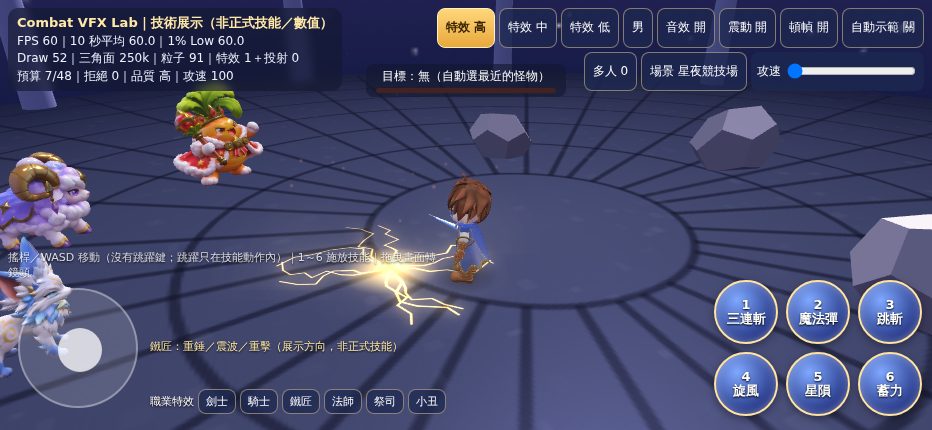 Combat VFX Lab｜技術展示（非正式技能／數值）
FPS 60｜10 秒平均 60.0｜1% Low 60.0
Draw 52｜三角面 250k｜粒子 91｜特效 1＋投射 0
預算 7/48｜拒絕 0｜品質 高｜攻速 100
特效 高
特效 中
特效 低
男
音效 開
震動 開
頓幀 開
自動示範 關
目標：無（自動選最近的怪物）
多人 0
場景 星夜競技場
攻速
搖桿／WASD 移動（沒有跳躍鍵；跳躍只在技能動作內）｜1～6 施放技能｜拖曳畫面轉
鏡頭
1
三連斬
2
魔法彈
3
跳斬
鐵匠：重錘／震波／重擊（展示方向，非正式技能）
4
旋風
5
星隕
6
蓄力
職業特效
劍士
騎士
鐵匠
法師
祭司
小丑